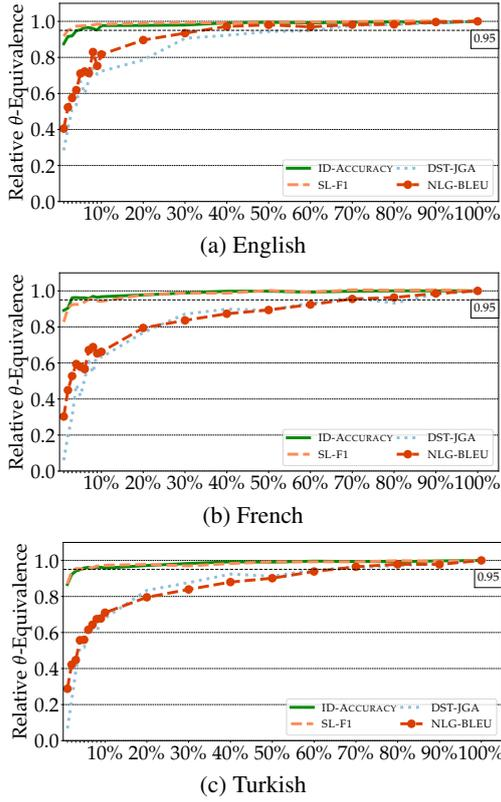 Relative θ-Equivalence
1.0
0.95
0.8
0.6
0.4
0.2
0.0
ID-ACCURACY DST-JGA
SL-F1 NLG-BLEU
10% 20% 30% 40% 50% 60% 70% 80% 90% 100%
(a) English
Relative θ-Equivalence
1.0
0.95
0.8
0.6
0.4
0.2
0.0
ID-ACCURACY DST-JGA
SL-F1 NLG-BLEU
10% 20% 30% 40% 50% 60% 70% 80% 90% 100%
(b) French
Relative θ-Equivalence
1.0
0.95
0.8
0.6
0.4
0.2
0.0
ID-ACCURACY DST-JGA
SL-F1 NLG-BLEU
10% 20% 30% 40% 50% 60% 70% 80% 90% 100%
(c) Turkish